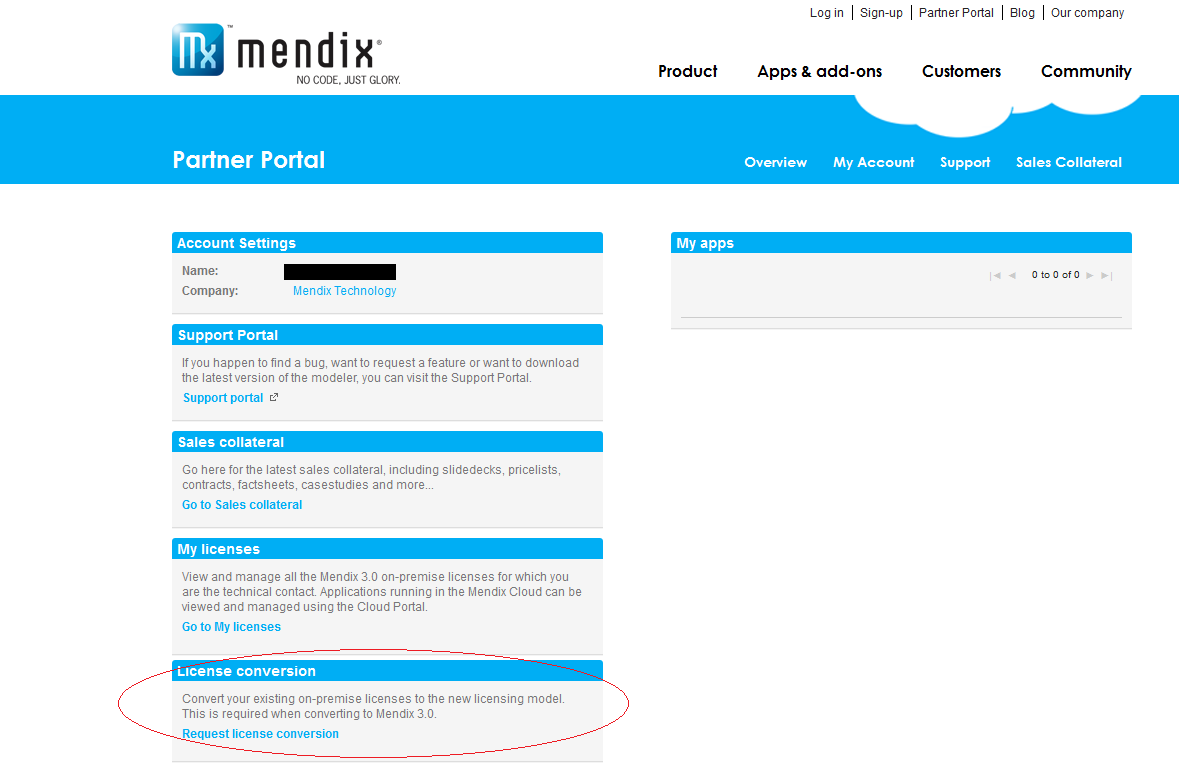 Log in Sign-up Partner Portal Blog Our company
Mx ™ mendix®
NO CODE, JUST GLORY.
Product Apps & add-ons Customers Community
Partner Portal
Overview My Account Support Sales Collateral
Account Settings
Name:
Company: Mendix Technology
Support Portal
If you happen to find a bug, want to request a feature or want to download
the latest version of the modeler, you can visit the Support Portal.
Support portal
Sales collateral
Go here for the latest sales collateral, including slidedecks, pricelists,
contracts, factsheets, casestudies and more...
Go to Sales collateral
My licenses
View and manage all the Mendix 3.0 on-premise licenses for which you
are the technical contact. Applications running in the Mendix Cloud can be
viewed and managed using the Cloud Portal.
Go to My licenses
License conversion
Convert your existing on-premise licenses to the new licensing model.
This is required when converting to Mendix 3.0.
Request license conversion
My apps
0 to 0 of 0